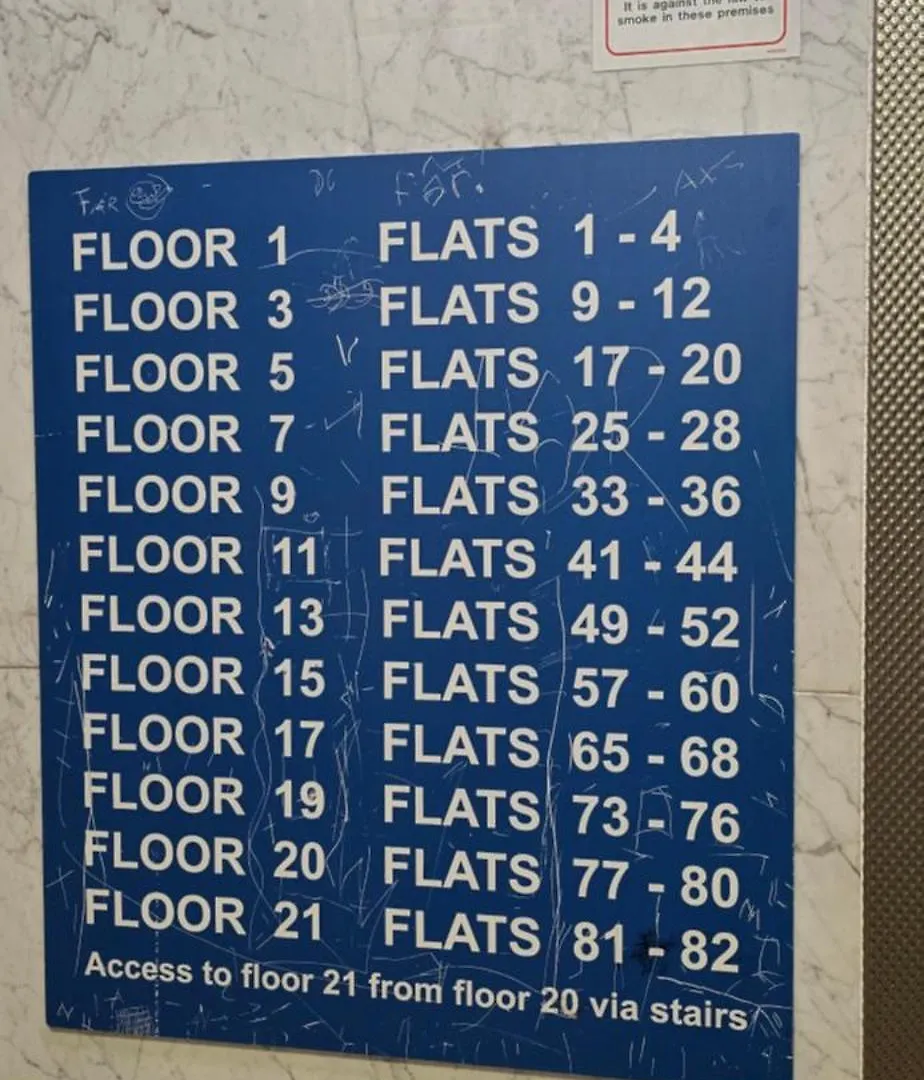 It is against the law to
smoke in these premises
FLOOR 1 FLATS 1 - 4
FLOOR 3 FLATS 9 - 12
FLOOR 5 FLATS 17 - 20
FLOOR 7 FLATS 25 - 28
FLOOR 9 FLATS 33 - 36
FLOOR 11 FLATS 41 - 44
FLOOR 13 FLATS 49 - 52
FLOOR 15 FLATS 57 - 60
FLOOR 17 FLATS 65 - 68
FLOOR 19 FLATS 73 - 76
FLOOR 20 FLATS 77 - 80
FLOOR 21 FLATS 81 - 82
Access to floor 21 from floor 20 via stairs